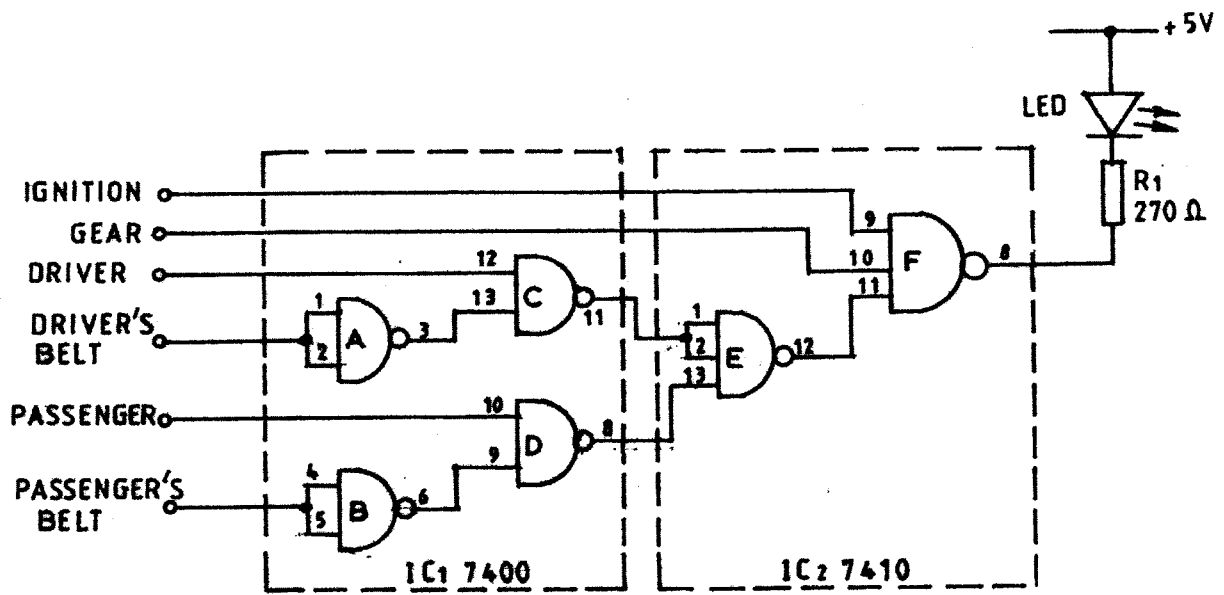 +5V
LED
R1
270 Ω
IGNITION
GEAR
DRIVER
DRIVER'S
BELT
PASSENGER
PASSENGER'S
BELT
1
2
A
3
12
13
C
11
10
9
D
8
4
5
B
6
1
2
13
E
12
9
10
11
F
8
IC1 7400
IC2 7410